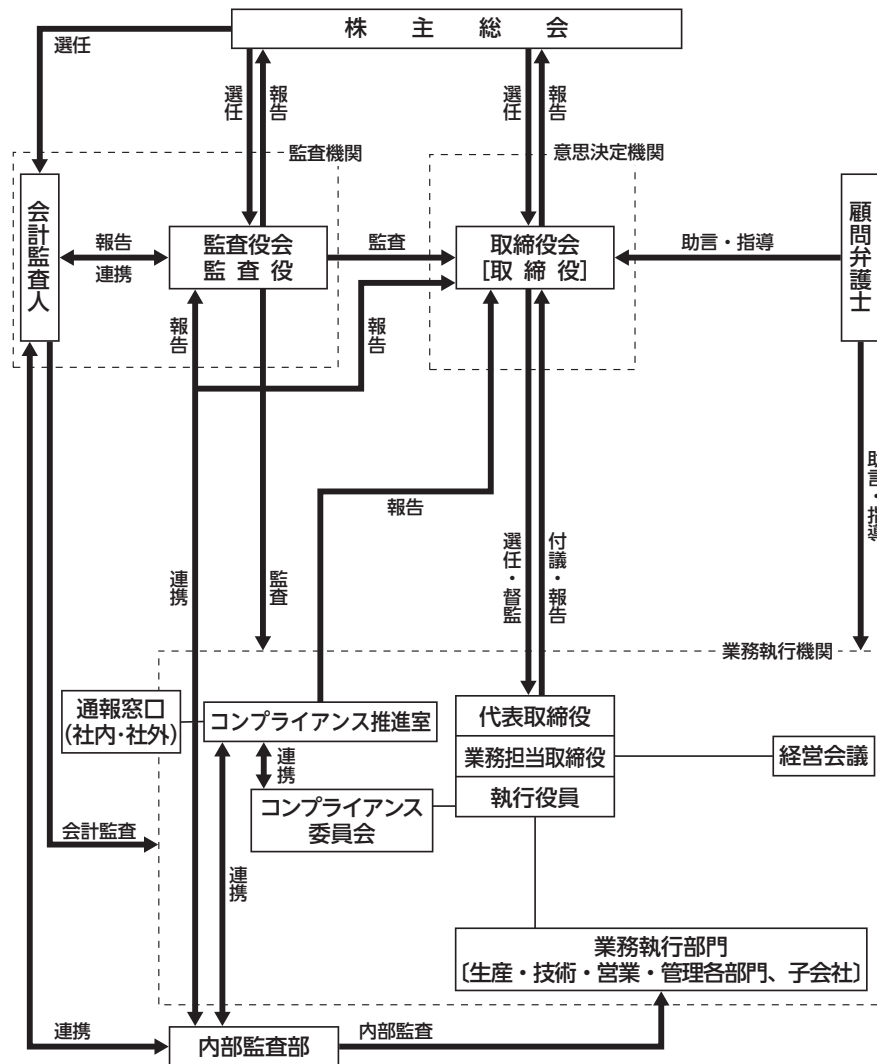 株主総会
選任
選任
報告
選任
報告
監査機関
意思決定機関
会計監査人
報告
連携
監査役会
監査役
監査
取締役会
[取締役]
助言・指導
顧問弁護士
報告
報告
助言・指導
報告
連携
監査
選任・督監
付議・報告
業務執行機関
通報窓口
(社内・社外)
コンプライアンス推進室
代表取締役
業務担当取締役
執行役員
経営会議
連携
コンプライアンス
委員会
会計監査
連携
業務執行部門
〔生産・技術・営業・管理各部門、子会社〕
連携
内部監査部
内部監査